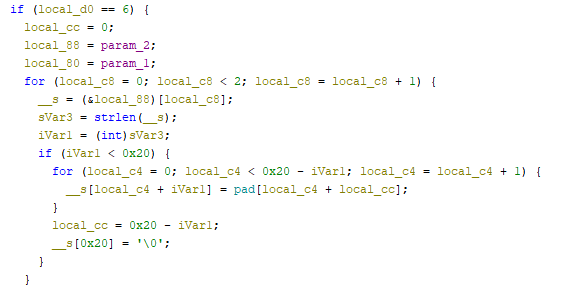 if (local_d0 == 6) {
local_cc = 0;
local_88 = param_2;
local_80 = param_1;
for (local_c8 = 0; local_c8 < 2; local_c8 = local_c8 + 1) {
__s = (&local_88)[local_c8];
sVar3 = strlen(__s);
iVar1 = (int)sVar3;
if (iVar1 < 0x20) {
for (local_c4 = 0; local_c4 < 0x20 - iVar1; local_c4 = local_c4 + 1) {
__s[local_c4 + iVar1] = pad[local_c4 + local_cc];
}
local_cc = 0x20 - iVar1;
__s[0x20] = '\0';
}
}